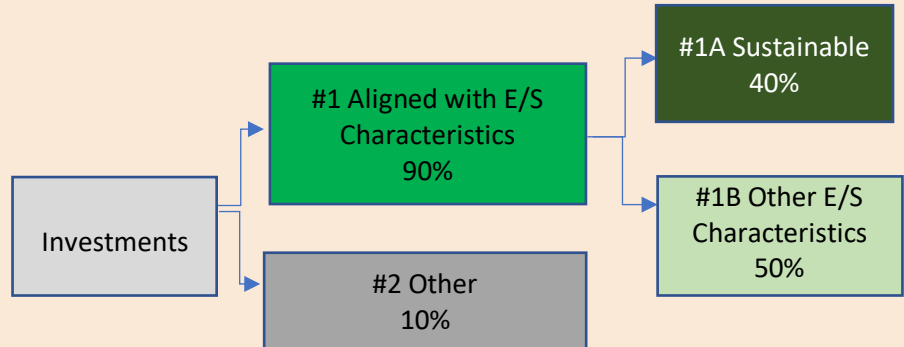 Investments
#1 Aligned with E/S
Characteristics
90%
#2 Other
10%
#1A Sustainable
40%
#1B Other E/S
Characteristics
50%